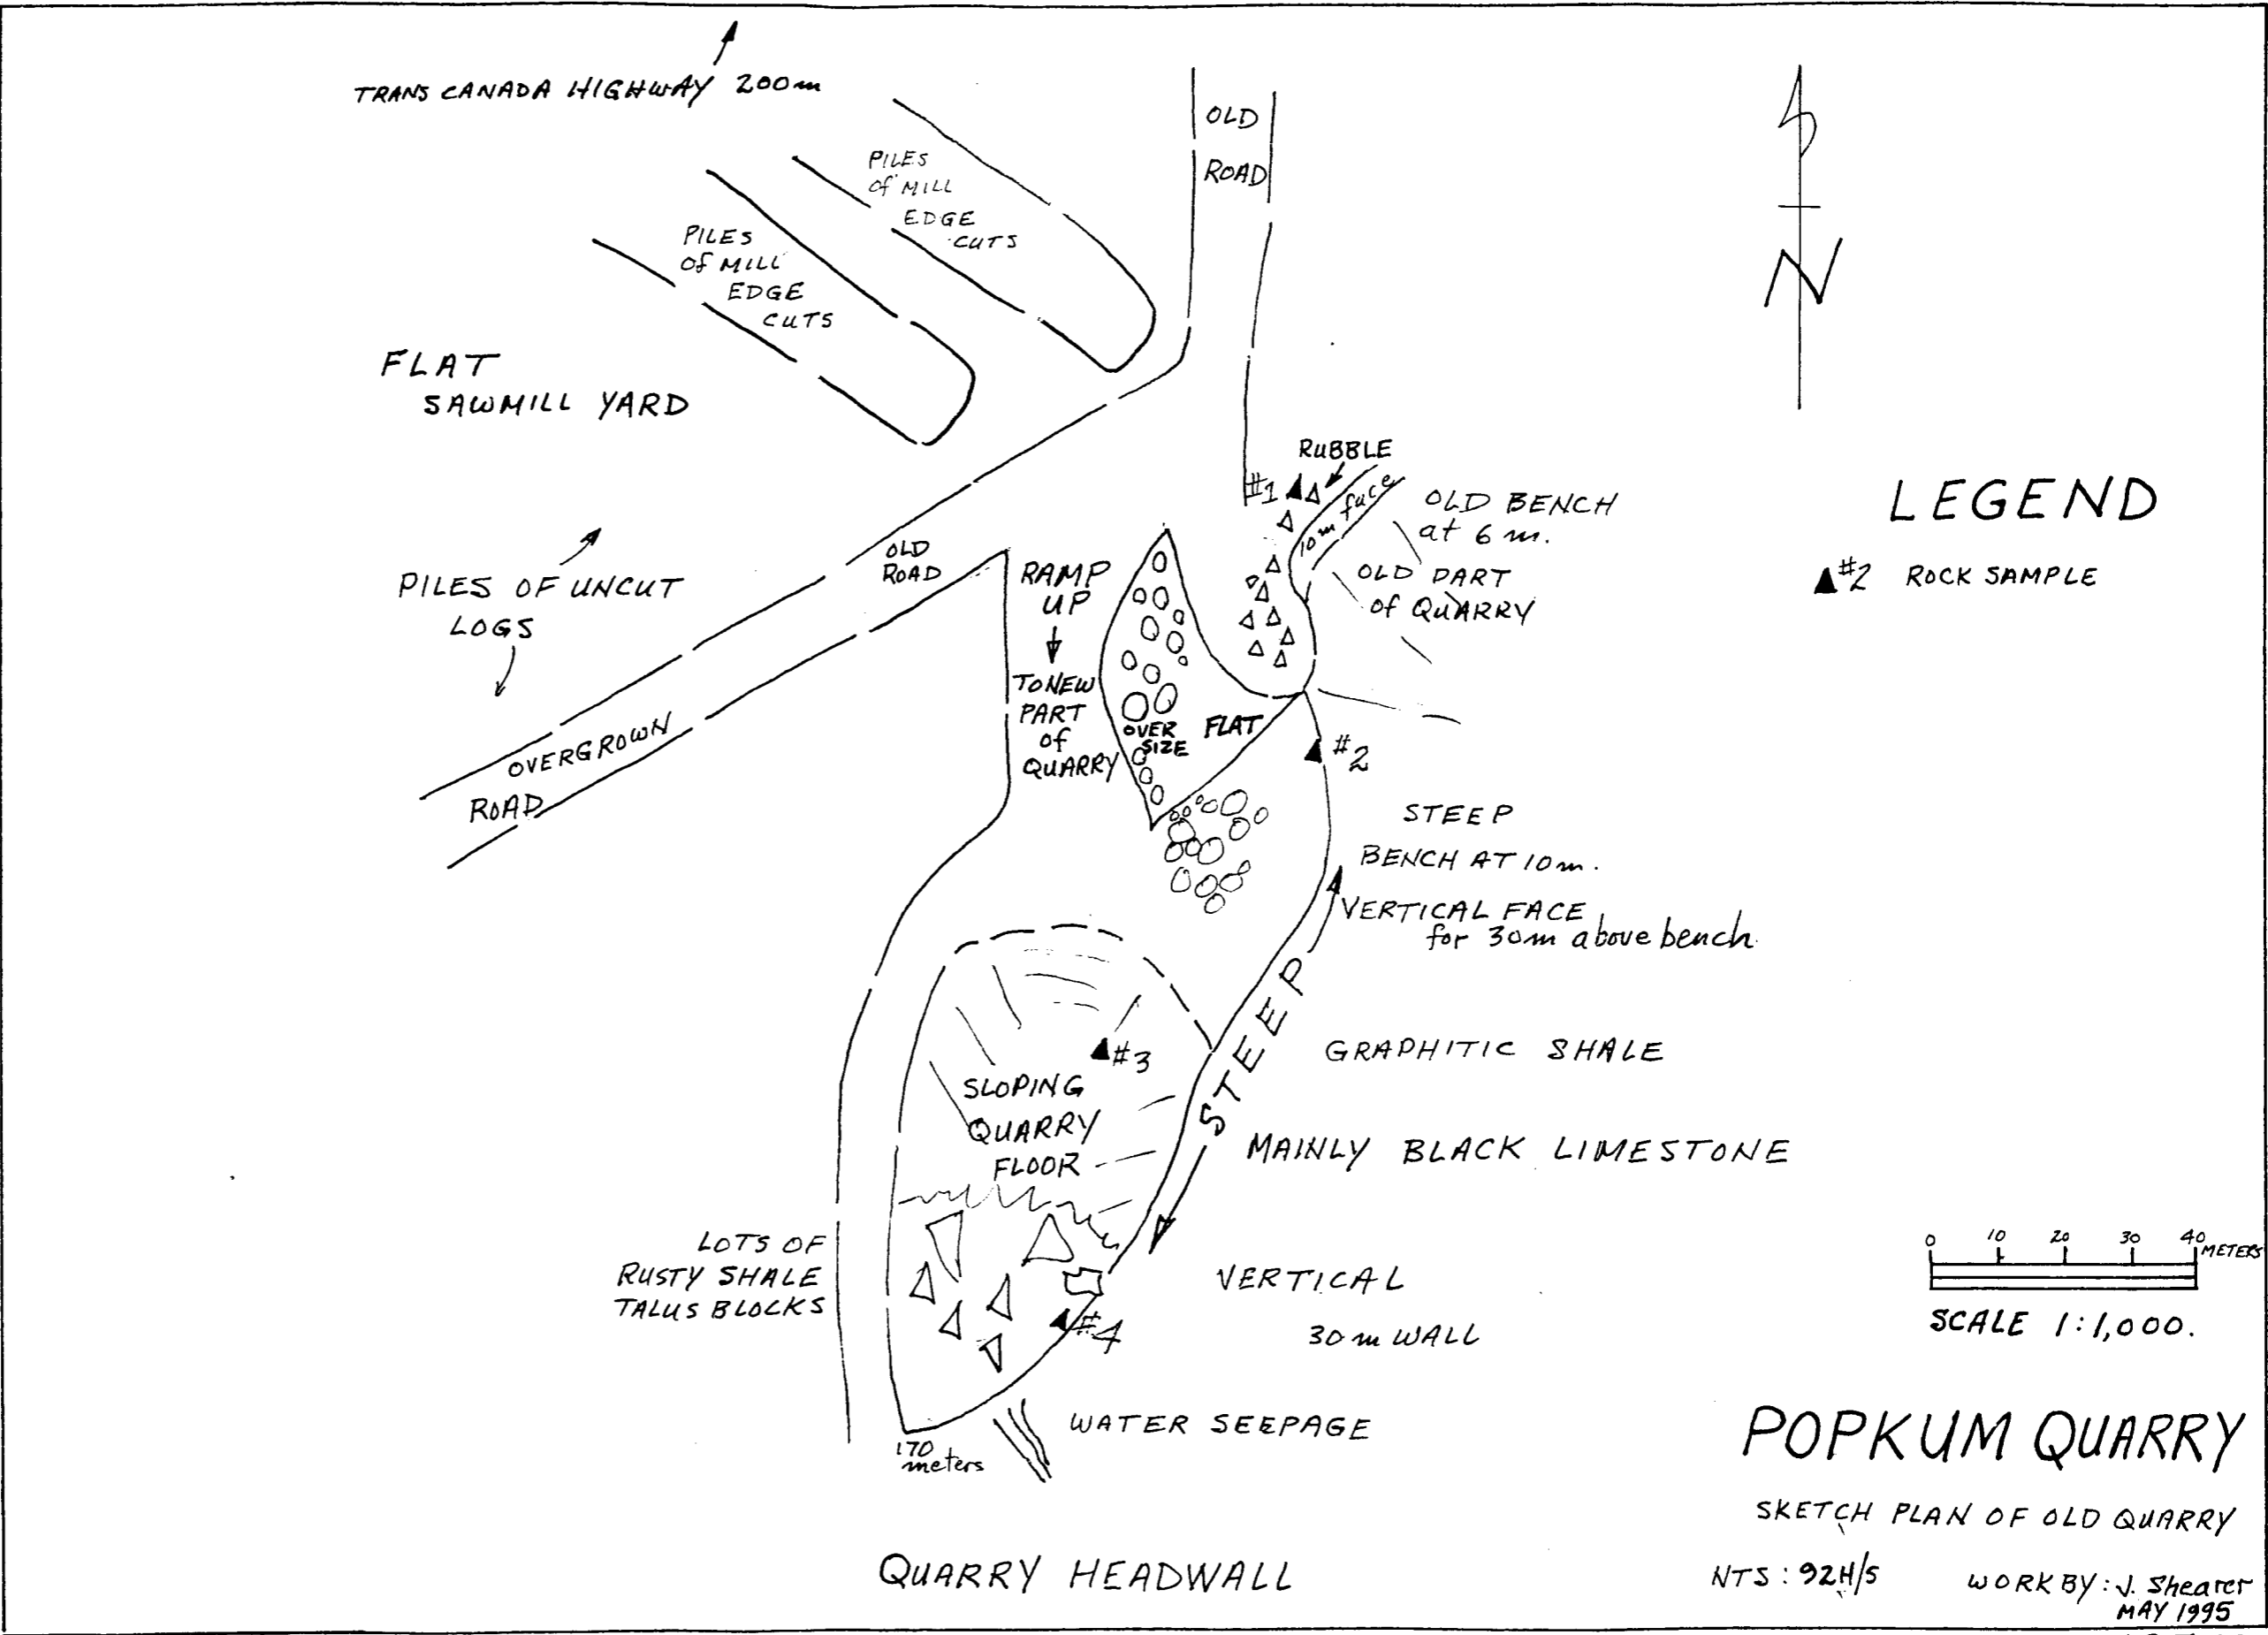 TRANS CANADA HIGHWAY 200m
OLD
ROAD
PILES
of MILL
EDGE
CUTS
PILES
of MILL
EDGE
CUTS
FLAT
SAWMILL YARD
N
RUBBLE
#1
10m face
OLD BENCH
at 6 m.
OLD PART
of QUARRY
LEGEND
#2 ROCK SAMPLE
OLD
ROAD
RAMP
UP
TO NEW
PART
of
QUARRY
PILES OF UNCUT
LOGS
OVER
SIZE
FLAT
#2
OVERGROWN
ROAD
STEEP
BENCH AT 10m.
VERTICAL FACE
for 30m above bench
STEEP
#3
GRAPHITIC SHALE
SLOPING
QUARRY
FLOOR
MAINLY BLACK LIMESTONE
LOTS OF
RUSTY SHALE
TALUS BLOCKS
VERTICAL
30m WALL
#4
0 10 20 30 40 METERS
SCALE 1:1,000.
WATER SEEPAGE
170
meters
POPKUM QUARRY
SKETCH PLAN OF OLD QUARRY
QUARRY HEADWALL
NTS: 92H/5
WORK BY: J. Shearer
MAY 1995